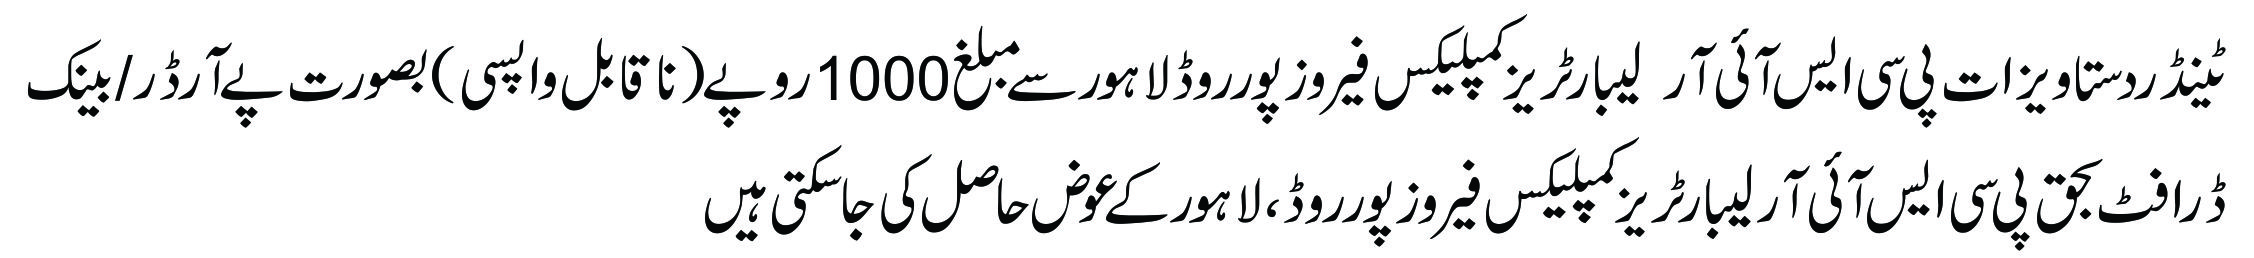 ٹینڈر دستاویزات پی سی ایس آئی آر لیبارٹریز کمپلیکس فیروز پور روڈ لاہور سے مبلغ 1000 روپے (ناقابل واپسی) بصورت پے آرڈر / بینک
ڈرافٹ بحق پی سی ایس آئی آر لیبارٹریز کمپلیکس فیروز پور روڈ، لاہور کے عوض حاصل کی جا سکتی ہیں